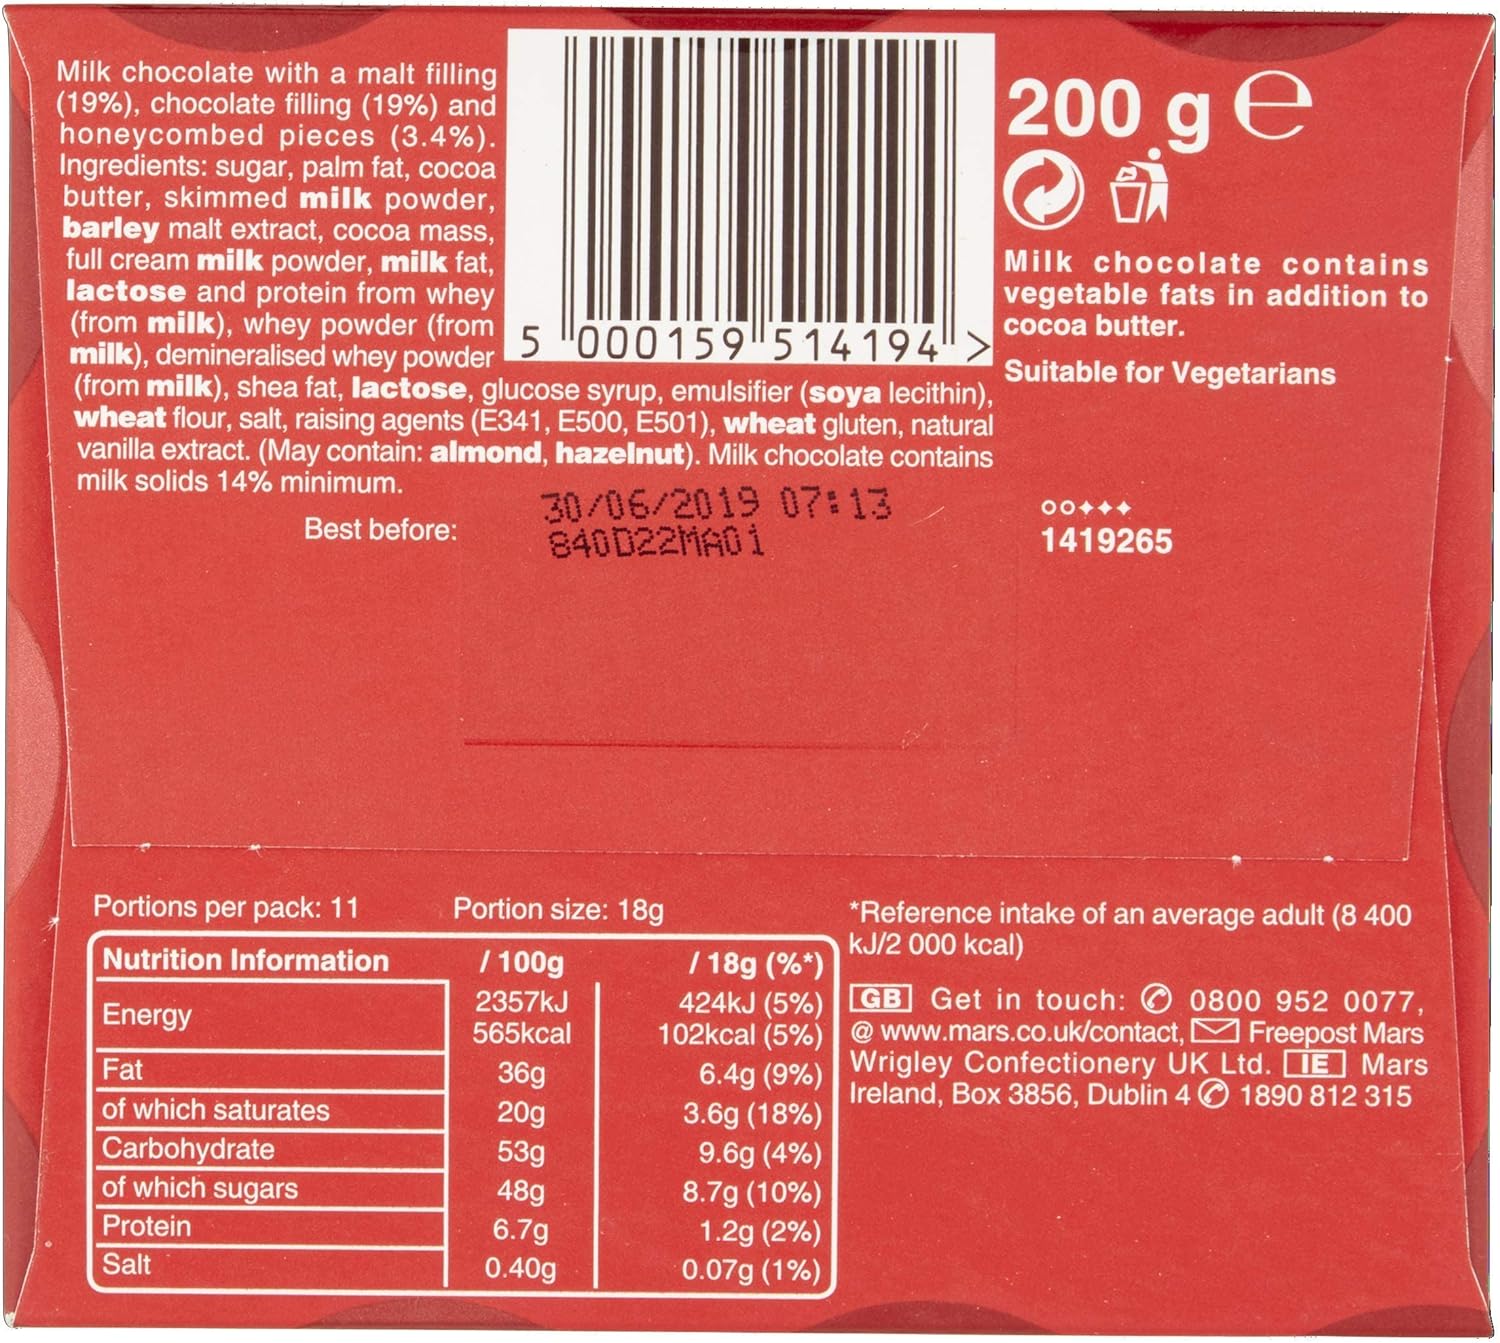 Milk chocolate with a malt filling
(19%), chocolate filling (19%) and
honeycombed pieces (3.4%).
Ingredients: sugar, palm fat, cocoa
butter, skimmed milk powder,
barley malt extract, cocoa mass,
full cream milk powder, milk fat,
lactose and protein from whey
(from milk), whey powder (from
milk), demineralised whey powder
(from milk), shea fat, lactose, glucose syrup, emulsifier (soya lecithin),
wheat flour, salt, raising agents (E341, E500, E501), wheat gluten, natural
vanilla extract. (May contain: almond, hazelnut). Milk chocolate contains
milk solids 14% minimum.
5 000159 514194 >
200 g e
Milk chocolate contains
vegetable fats in addition to
cocoa butter.
Suitable for Vegetarians
Best before: 30/06/2019 07:13
840D22MA01
1419265
Portions per pack: 11 Portion size: 18g
Nutrition Information / 100g / 18g (%*)
Energy 2357kJ 424kJ (5%)
565kcal 102kcal (5%)
Fat 36g 6.4g (9%)
of which saturates 20g 3.6g (18%)
Carbohydrate 53g 9.6g (4%)
of which sugars 48g 8.7g (10%)
Protein 6.7g 1.2g (2%)
Salt 0.40g 0.07g (1%)
*Reference intake of an average adult (8 400
kJ/2 000 kcal)
GB Get in touch: 0800 952 0077,
@ www.mars.co.uk/contact, Freepost Mars
Wrigley Confectionery UK Ltd. IE Mars
Ireland, Box 3856, Dublin 4 1890 812 315